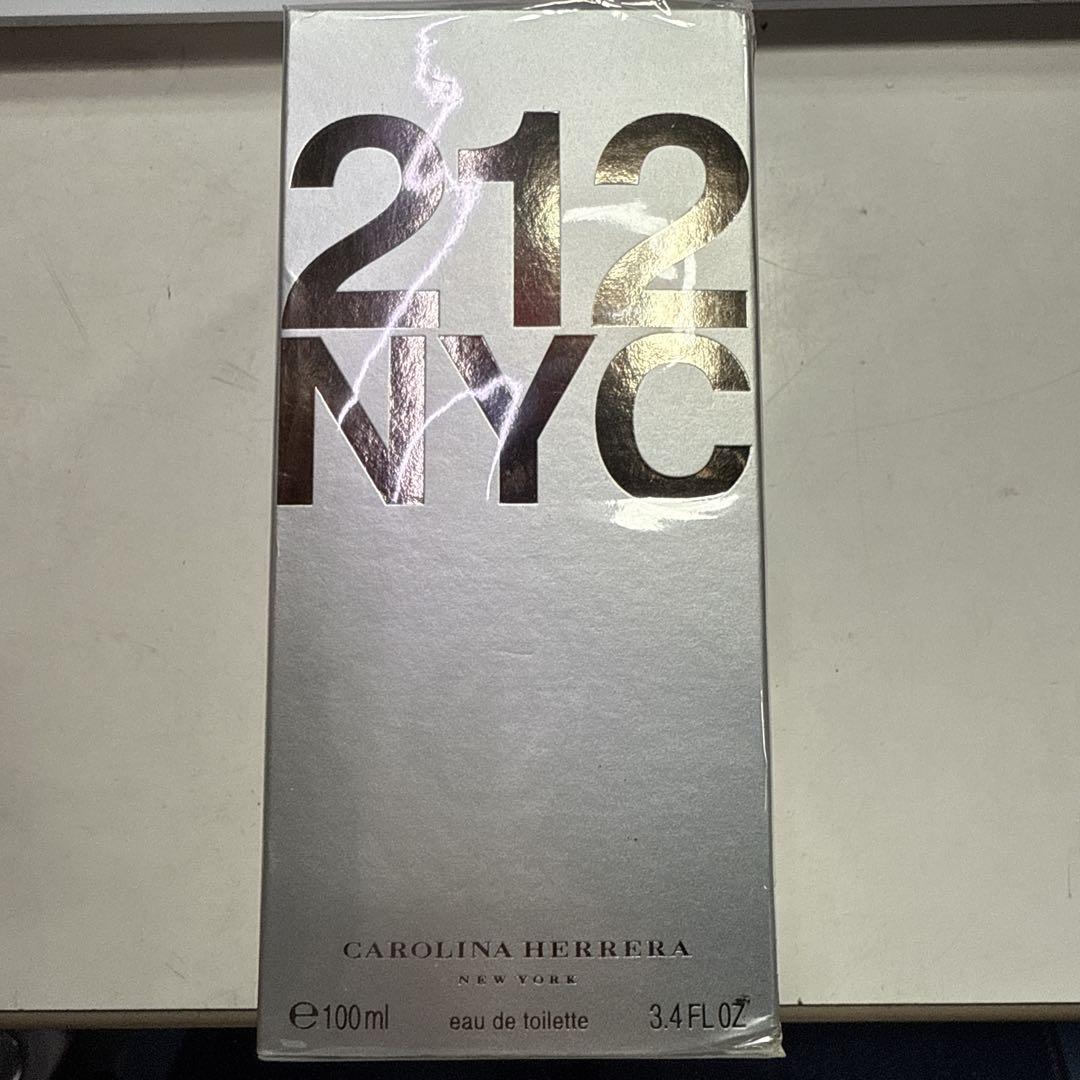 212
NYC
CAROLINA HERRERA
NEW YORK
℮100ml eau de toilette 3.4 FL OZ